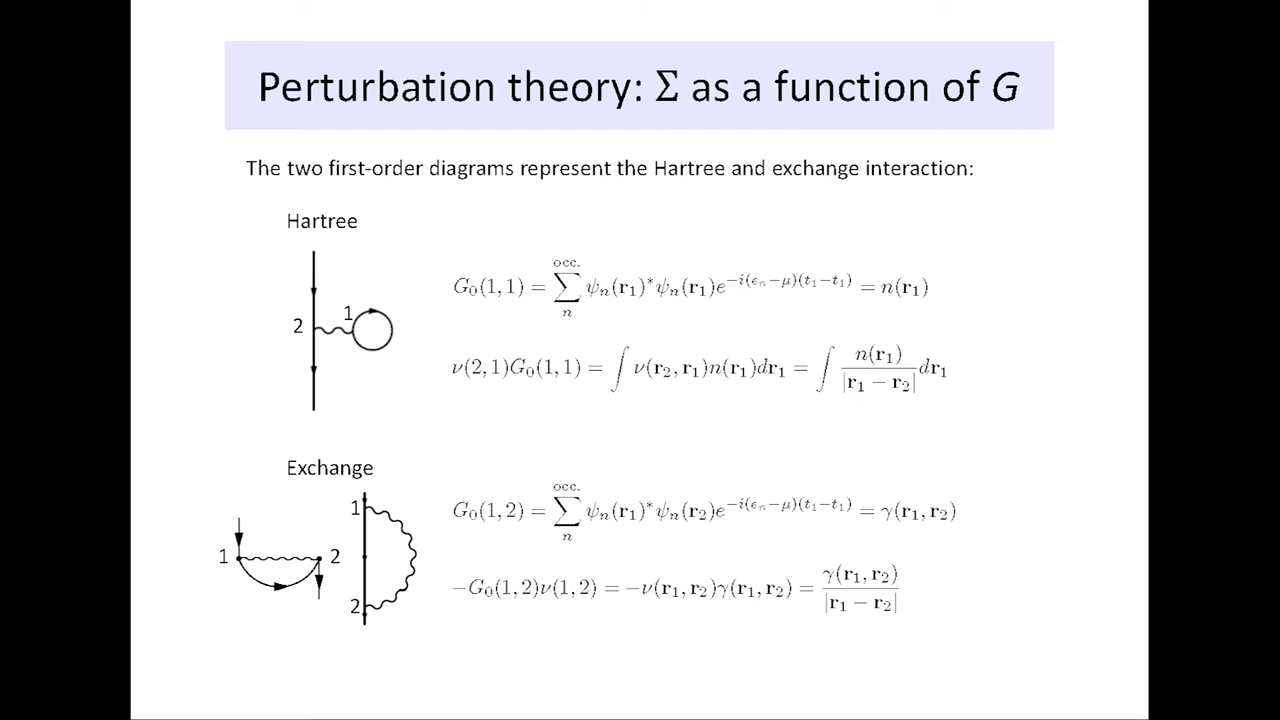 Perturbation theory: Σ as a function of G
The two first-order diagrams represent the Hartree and exchange interaction:
Hartree
1
2
G₀(1, 1) = ∑ₙ^occ. ψₙ(r₁)*ψₙ(r₁)e^{−i(ϵₙ−μ)(t₁−t₁)} = n(r₁)
ν(2, 1)G₀(1, 1) = ∫ ν(r₂, r₁)n(r₁)dr₁ = ∫ n(r₁)/|r₁ − r₂| dr₁
Exchange
1
2
1
2
G₀(1, 2) = ∑ₙ^occ. ψₙ(r₁)*ψₙ(r₂)e^{−i(ϵₙ−μ)(t₁−t₁)} = γ(r₁, r₂)
−G₀(1, 2)ν(1, 2) = −ν(r₁, r₂)γ(r₁, r₂) = γ(r₁, r₂)/|r₁ − r₂|